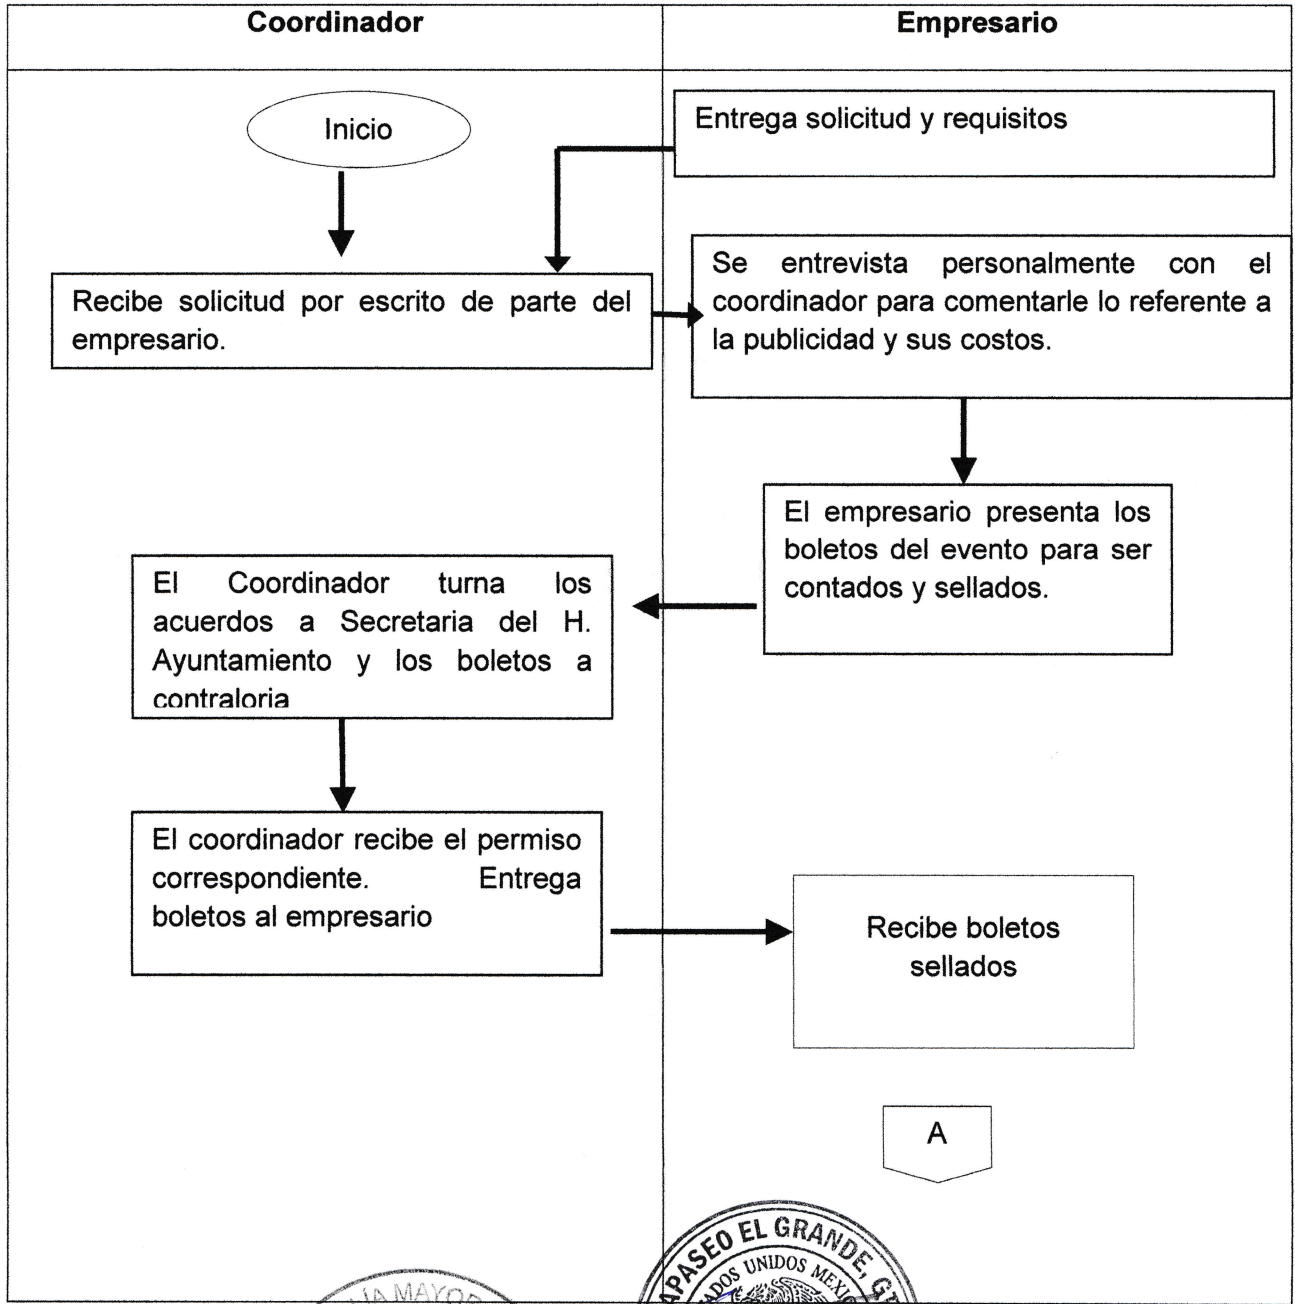 Coordinador
Empresario
Inicio
Entrega solicitud y requisitos
Recibe solicitud por escrito de parte del
empresario.
Se entrevista personalmente con el
coordinador para comentarle lo referente a
la publicidad y sus costos.
El empresario presenta los
boletos del evento para ser
contados y sellados.
El Coordinador turna los
acuerdos a Secretaria del H.
Ayuntamiento y los boletos a
contraloria
El coordinador recibe el permiso
correspondiente. Entrega
boletos al empresario
Recibe boletos
sellados
A
APASEO EL GRANDE, G
UNIDOS
MAYOR